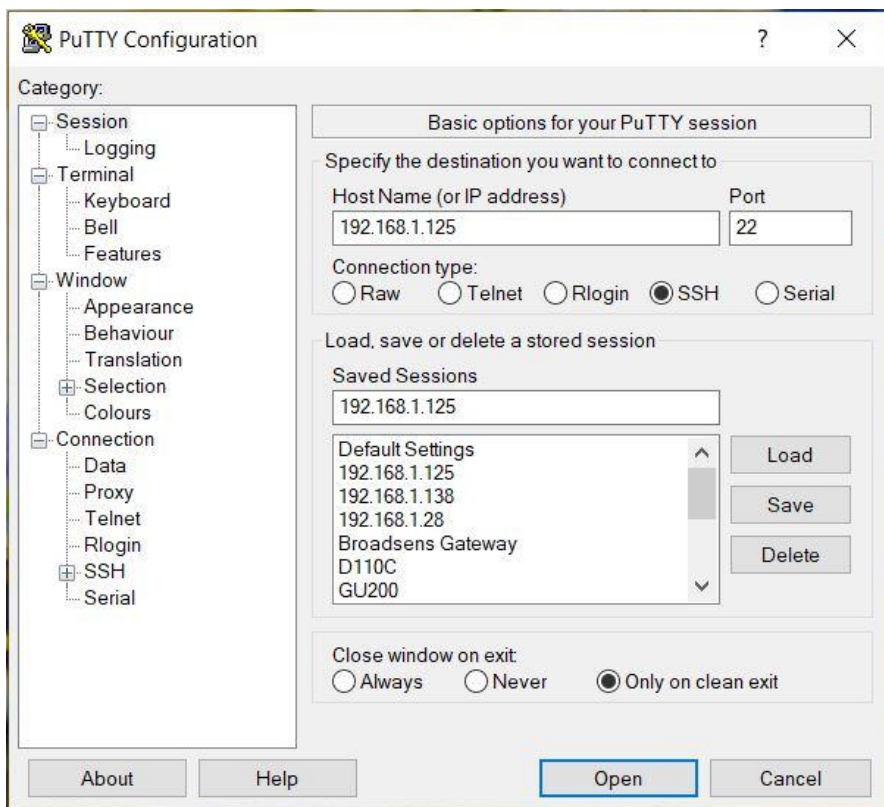 PuTTY Configuration
?
Category:
Session
Logging
Terminal
Keyboard
Bell
Features
Window
Appearance
Behaviour
Translation
Selection
Colours
Connection
Data
Proxy
Telnet
Rlogin
SSH
Serial
Basic options for your PuTTY session
Specify the destination you want to connect to
Host Name (or IP address) Port
192.168.1.125 22
Connection type:
Raw Telnet Rlogin SSH Serial
Load, save or delete a stored session
Saved Sessions
192.168.1.125
Default Settings
192.168.1.125
192.168.1.138
192.168.1.28
Broadsens Gateway
D110C
GU200
Load
Save
Delete
Close window on exit:
Always Never Only on clean exit
About Help Open Cancel